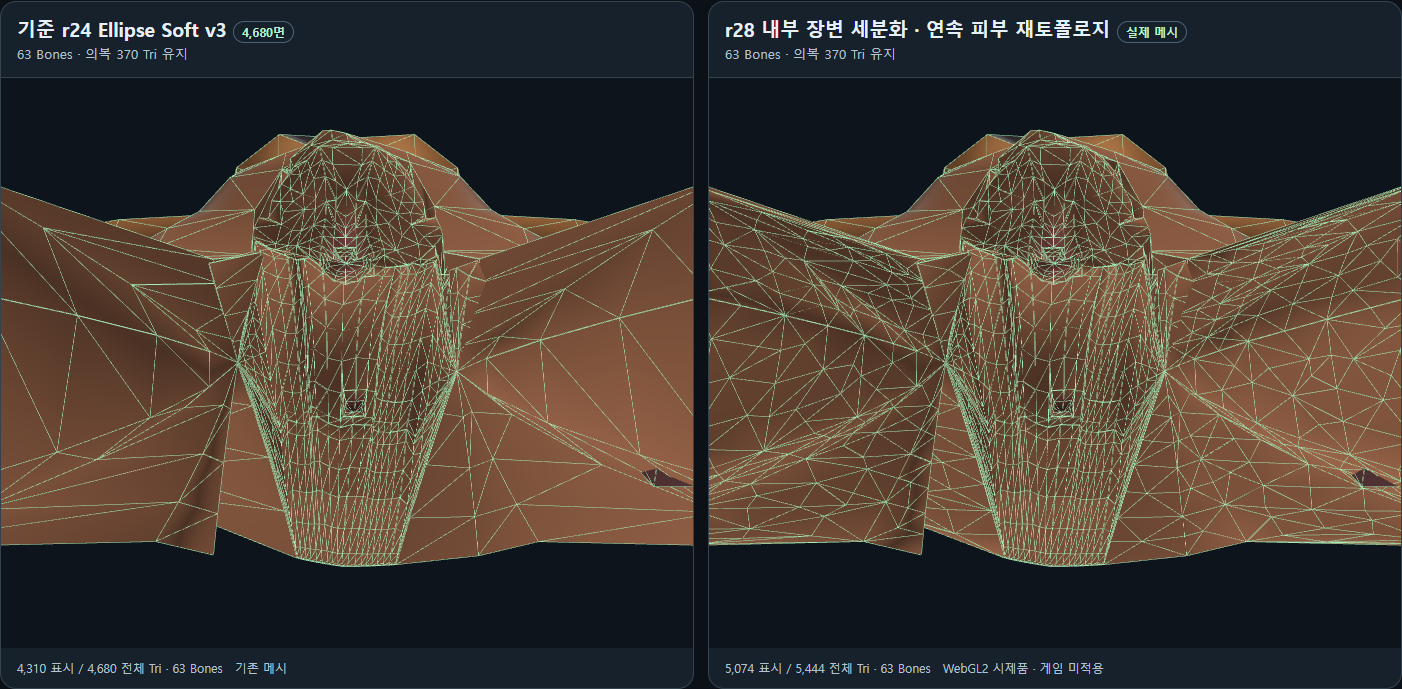 기준 r24 Ellipse Soft v3 4,680면
63 Bones · 의복 370 Tri 유지
4,310 표시 / 4,680 전체 Tri · 63 Bones 기존 메시
r28 내부 장변 세분화 · 연속 피부 재토폴로지 실제 메시
63 Bones · 의복 370 Tri 유지
5,074 표시 / 5,444 전체 Tri · 63 Bones WebGL2 시제품 · 게임 미적용